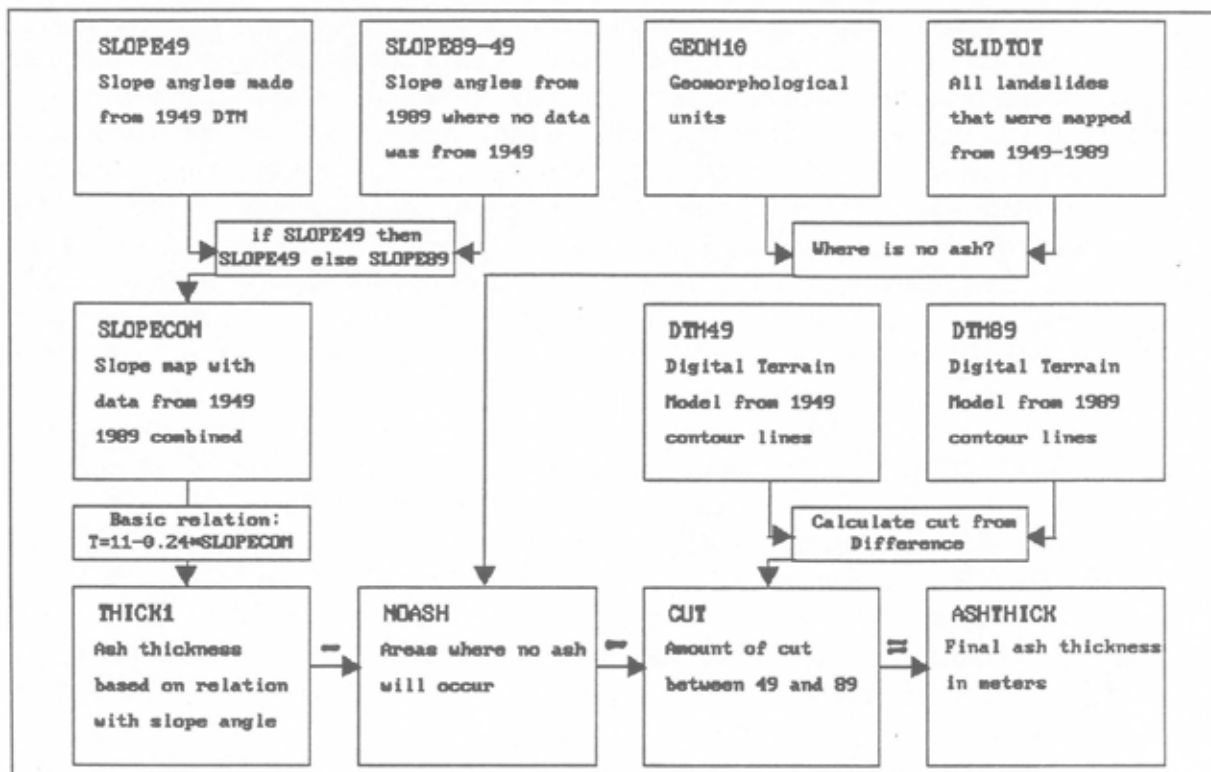 SLOPE49
Slope angles made
from 1949 DTM
SLOPE89-49
Slope angles from
1989 where no data
was from 1949
GEOM10
Geomorphological
units
SLIDTOT
All landslides
that were mapped
from 1949-1989
if SLOPE49 then
SLOPE49 else SLOPE89
Where is no ash?
SLOPECOM
Slope map with
data from 1949
1989 combined
DTM49
Digital Terrain
Model from 1949
contour lines
DTM89
Digital Terrain
Model from 1989
contour lines
Basic relation:
T=11-0.24*SLOPECOM
Calculate cut from
Difference
THICK1
Ash thickness
based on relation
with slope angle
-
NOASH
Areas where no ash
will occur
-
CUT
Amount of cut
between 49 and 89
=
ASHTHICK
Final ash thickness
in meters